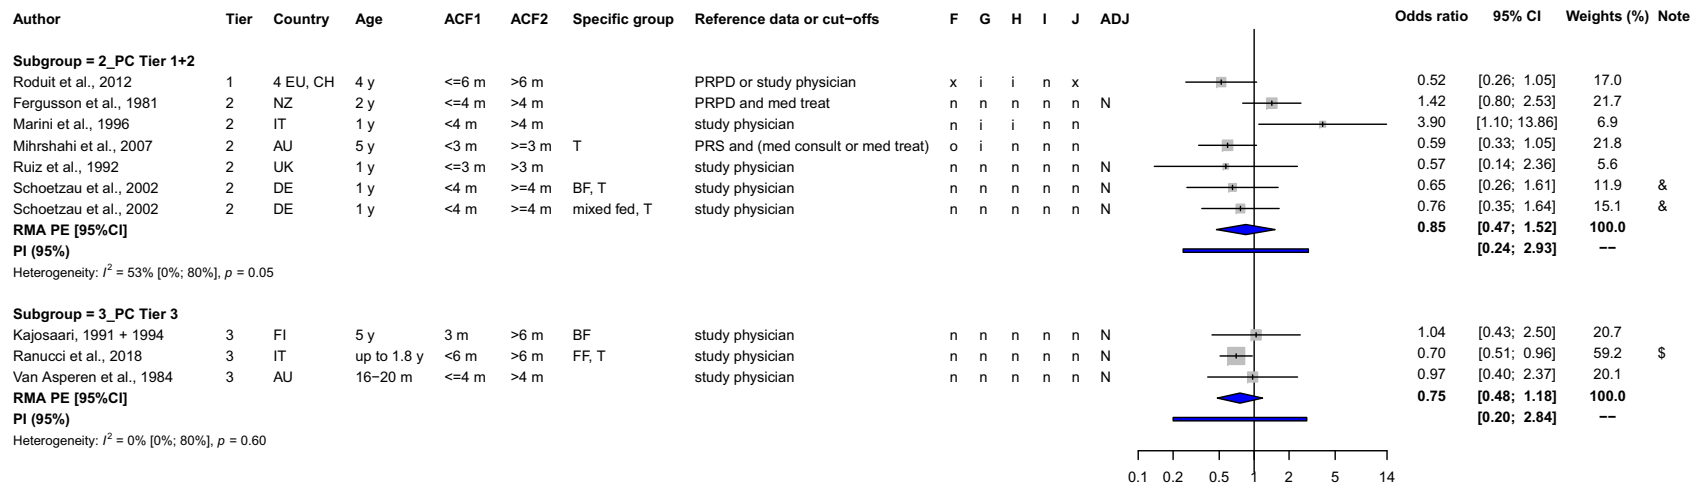 Author Tier Country Age ACF1 ACF2 Specific group Reference data or cut−offs F G H I J ADJ Odds ratio 95% CI Weights (%) Note
Subgroup = 2_PC Tier 1+2
Roduit et al., 2012 1 4 EU, CH 4 y <=6 m >6 m PRPD or study physician x i i n x 0.52 [0.26; 1.05] 17.0
Fergusson et al., 1981 2 NZ 2 y <=4 m >4 m PRPD and med treat n n n n n N 1.42 [0.80; 2.53] 21.7
Marini et al., 1996 2 IT 1 y <4 m >4 m study physician n i i n n 3.90 [1.10; 13.86] 6.9
Mihrshahi et al., 2007 2 AU 5 y <3 m >=3 m T PRS and (med consult or med treat) o i n n n 0.59 [0.33; 1.05] 21.8
Ruiz et al., 1992 2 UK 1 y <=3 m >3 m study physician n n n n n N 0.57 [0.14; 2.36] 5.6
Schoetzau et al., 2002 2 DE 1 y <4 m >=4 m BF, T study physician n n n n n N 0.65 [0.26; 1.61] 11.9 &
Schoetzau et al., 2002 2 DE 1 y <4 m >=4 m mixed fed, T study physician n n n n n N 0.76 [0.35; 1.64] 15.1 &
RMA PE [95%CI] 0.85 [0.47; 1.52] 100.0
PI (95%) [0.24; 2.93] −−
Heterogeneity: I² = 53% [0%; 80%], p = 0.05
Subgroup = 3_PC Tier 3
Kajosaari, 1991 + 1994 3 FI 5 y 3 m >6 m BF study physician n n n n n N 1.04 [0.43; 2.50] 20.7
Ranucci et al., 2018 3 IT up to 1.8 y <6 m >6 m FF, T study physician n n n n n N 0.70 [0.51; 0.96] 59.2 $
Van Asperen et al., 1984 3 AU 16−20 m <=4 m >4 m study physician n n n n n N 0.97 [0.40; 2.37] 20.1
RMA PE [95%CI] 0.75 [0.48; 1.18] 100.0
PI (95%) [0.20; 2.84] −−
Heterogeneity: I² = 0% [0%; 80%], p = 0.60
0.1 0.2 0.5 1 2 5 14